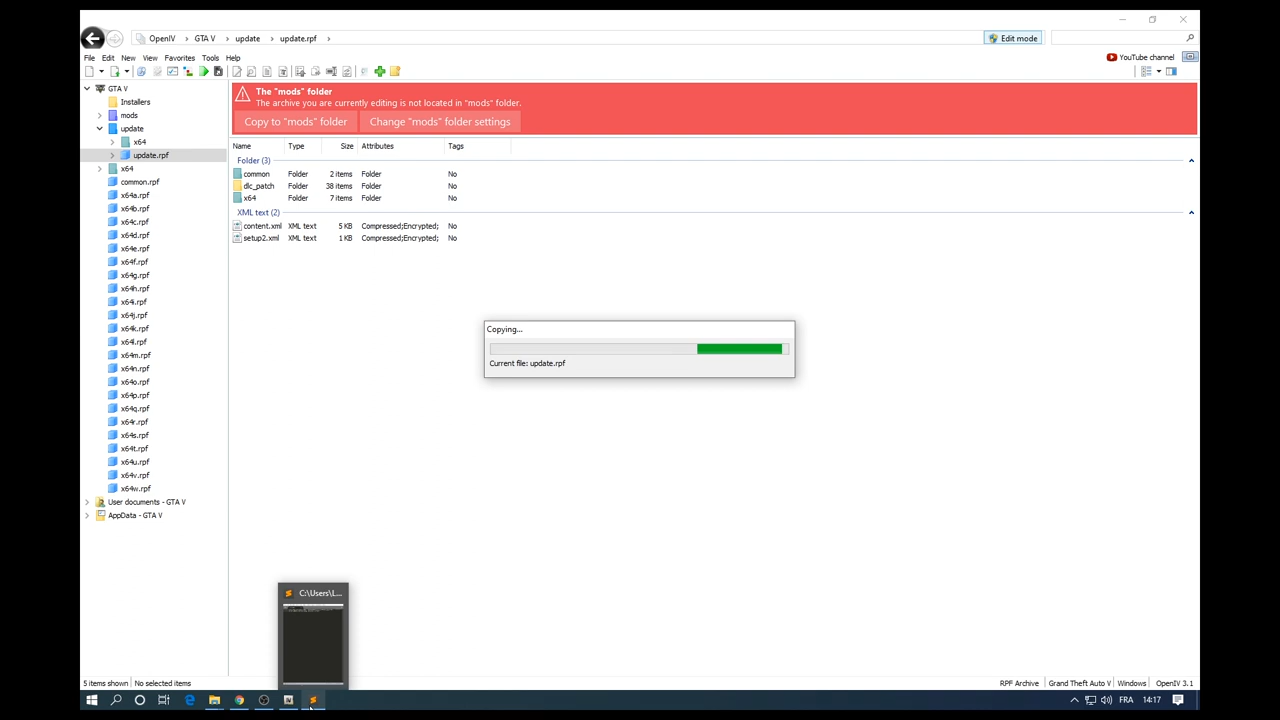 OpenIV GTA V update update.rpf
Edit mode
File Edit New View Favorites Tools Help
YouTube channel
GTA V
Installers
mods
update
x64
update.rpf
x64
common.rpf
x64a.rpf
x64b.rpf
x64c.rpf
x64d.rpf
x64e.rpf
x64f.rpf
x64g.rpf
x64h.rpf
x64i.rpf
x64j.rpf
x64k.rpf
x64l.rpf
x64m.rpf
x64n.rpf
x64o.rpf
x64p.rpf
x64q.rpf
x64r.rpf
x64s.rpf
x64t.rpf
x64u.rpf
x64v.rpf
x64w.rpf
User documents - GTA V
AppData - GTA V
The "mods" folder
The archive you are currently editing is not located in "mods" folder.
Copy to "mods" folder Change "mods" folder settings
Name Type Size Attributes Tags
Folder (3)
common Folder 2 items Folder No
dlc_patch Folder 38 items Folder No
x64 Folder 7 items Folder No
XML text (2)
content.xml XML text 5 KB Compressed;Encrypted; No
setup2.xml XML text 1 KB Compressed;Encrypted; No
Copying...
Current file: update.rpf
C:\Users\L...
5 items shown No selected items RPF Archive Grand Theft Auto V Windows OpenIV 3.1
FRA 14:17